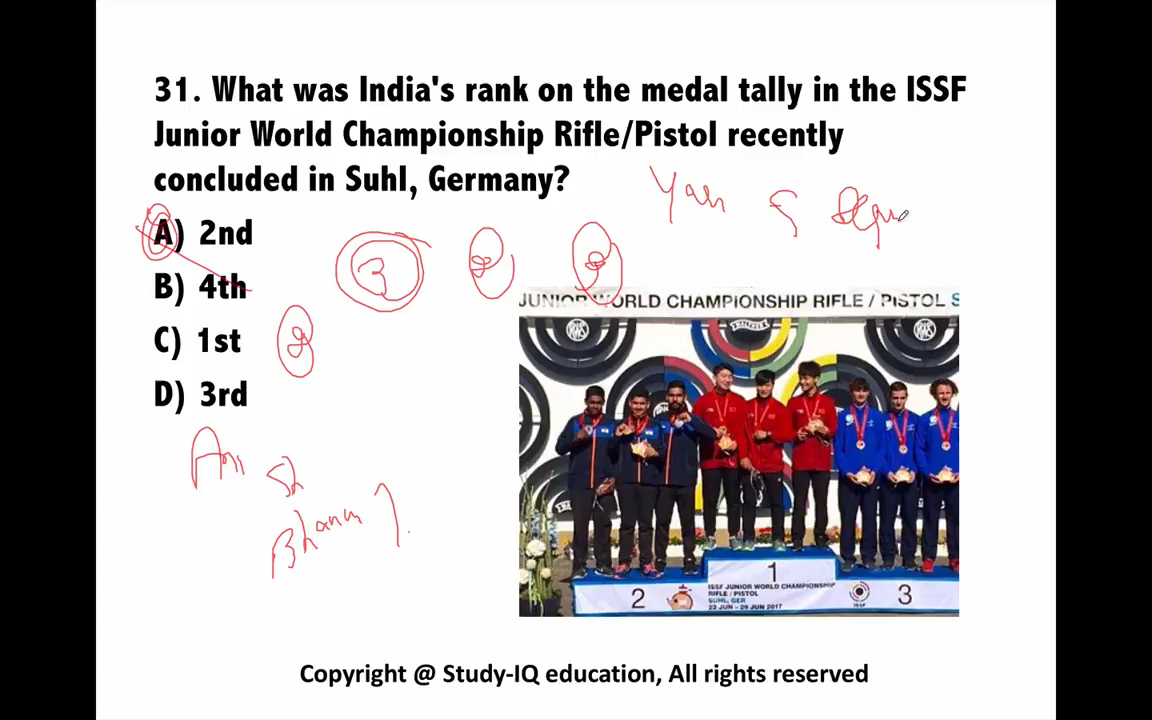 31. What was India's rank on the medal tally in the ISSF
Junior World Championship Rifle/Pistol recently
concluded in Suhl, Germany?
A) 2nd
B) 4th
C) 1st
D) 3rd
3
JUNIOR WORLD CHAMPIONSHIP RIFLE / PISTOL S
1
2
3
ISSF JUNIOR WORLD CHAMPIONSHIP
RIFLE / PISTOL
SUHL, GER
22 JUN - 29 JUN 2017
ISSF
Copyright @ Study-IQ education, All rights reserved